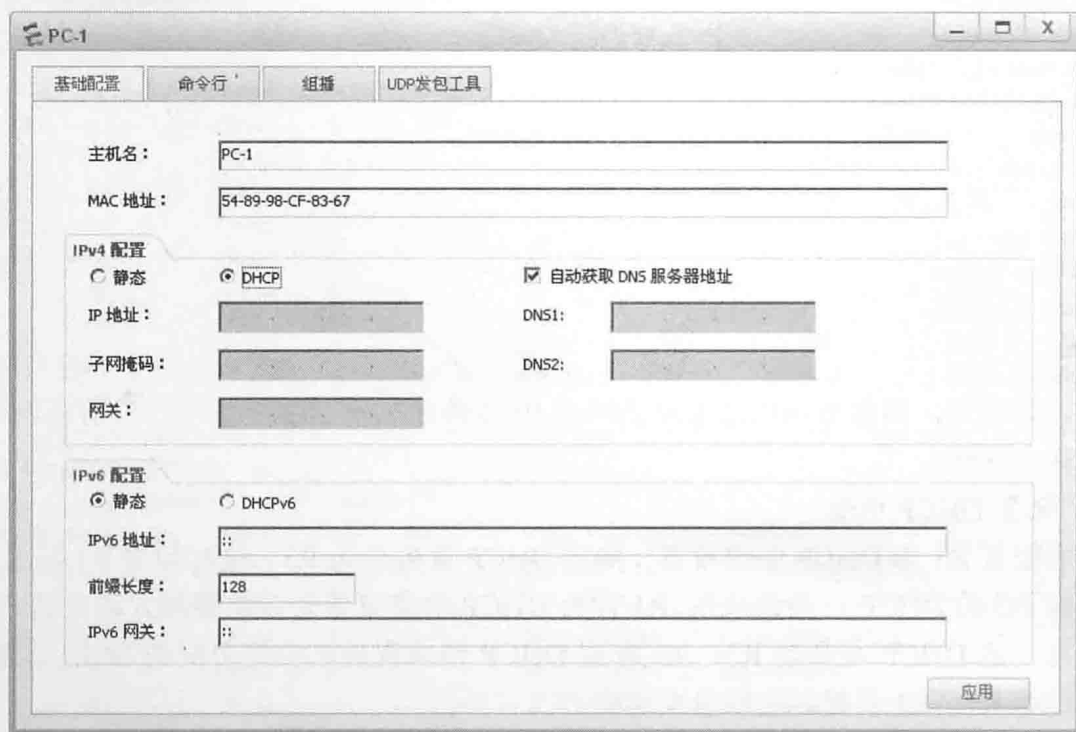 PC-1
基础配置 命令行 组播 UDP发包工具
主机名： PC-1
MAC 地址： 54-89-98-CF-83-67
IPv4 配置
静态 DHCP 自动获取 DNS 服务器地址
IP 地址： DNS1:
子网掩码： DNS2:
网关：
IPv6 配置
静态 DHCPv6
IPv6 地址： ::
前缀长度： 128
IPv6 网关： ::
应用